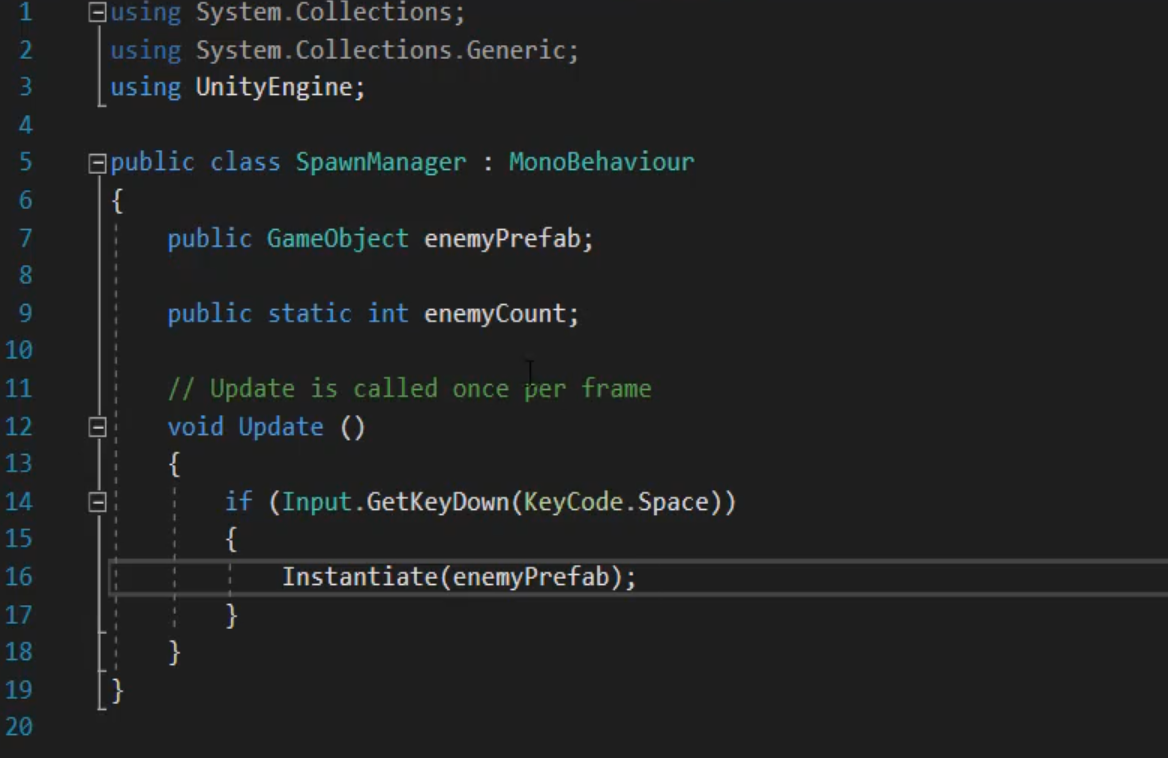 1 using System.Collections;
2 using System.Collections.Generic;
3 using UnityEngine;
4
5 public class SpawnManager : MonoBehaviour
6 {
7 public GameObject enemyPrefab;
8
9 public static int enemyCount;
10
11 // Update is called once per frame
12 void Update ()
13 {
14 if (Input.GetKeyDown(KeyCode.Space))
15 {
16 Instantiate(enemyPrefab);
17 }
18 }
19 }
20